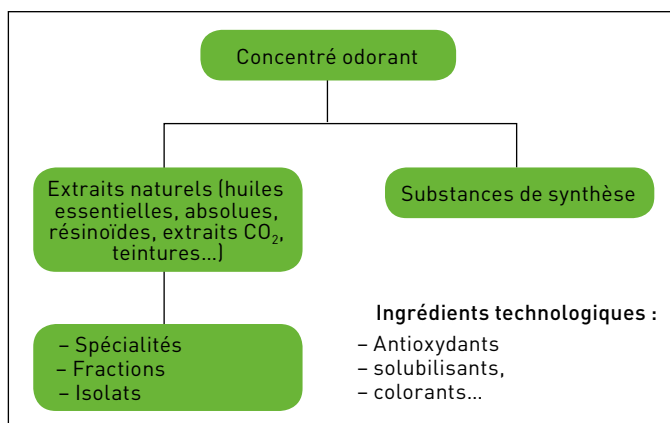 Concentré odorant
Extraits naturels (huiles
essentielles, absolues,
résinoïdes, extraits CO₂,
teintures...)
Substances de synthèse
– Spécialités
– Fractions
– Isolats
Ingrédients technologiques :
– Antioxydants
– solubilisants,
– colorants...